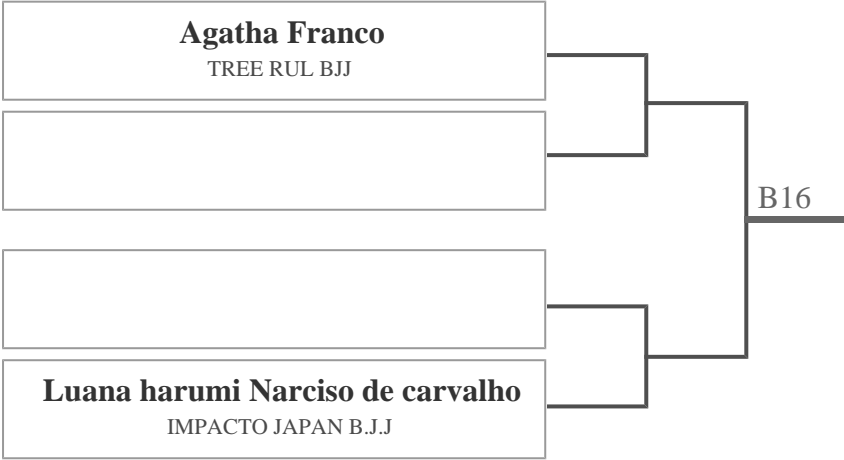 Agatha Franco
TREE RUL BJJ
B16
Luana harumi Narciso de carvalho
IMPACTO JAPAN B.J.J